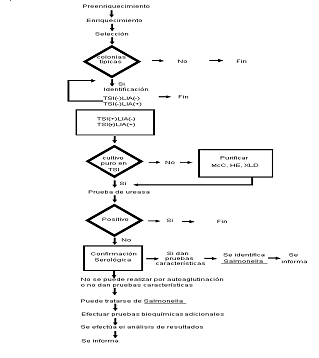 Preenriquecimiento
Enriquecimiento
Selección
colonias
típicas
No
Fin
Si
Identificación
TSI(-)LIA(-)
TSI(-)LIA(+)
Fin
TSI(+)LIA(-)
TSI(+)LIA(+)
cultivo
puro en
TSI
No
Purificar
McC, HE, XLD
Si
Prueba de ureasa
Positivo
Si
Fin
No
Confirmación
Serológica
Si dan
pruebas
características
Se identifica
Salmonella
Se
informa
No se puede realizar por autoaglutinación
o no dan pruebas características
Puede tratarse de Salmonella
Efectuar pruebas bioquímicas adicionales
Se efectúa el análisis de resultados
Se informa